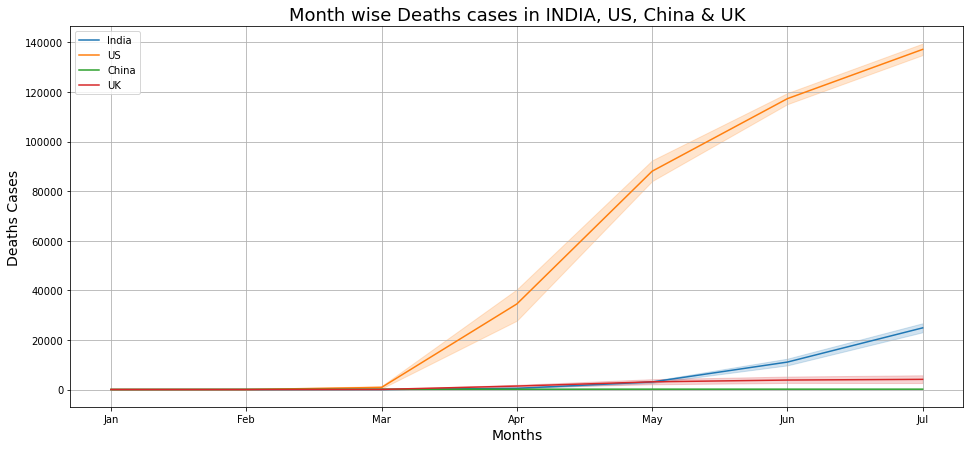 Month wise Deaths cases in INDIA, US, China & UK
India
US
China
UK
140000
120000
100000
80000
60000
40000
20000
0
Deaths Cases
Jan Feb Mar Apr May Jun Jul
Months